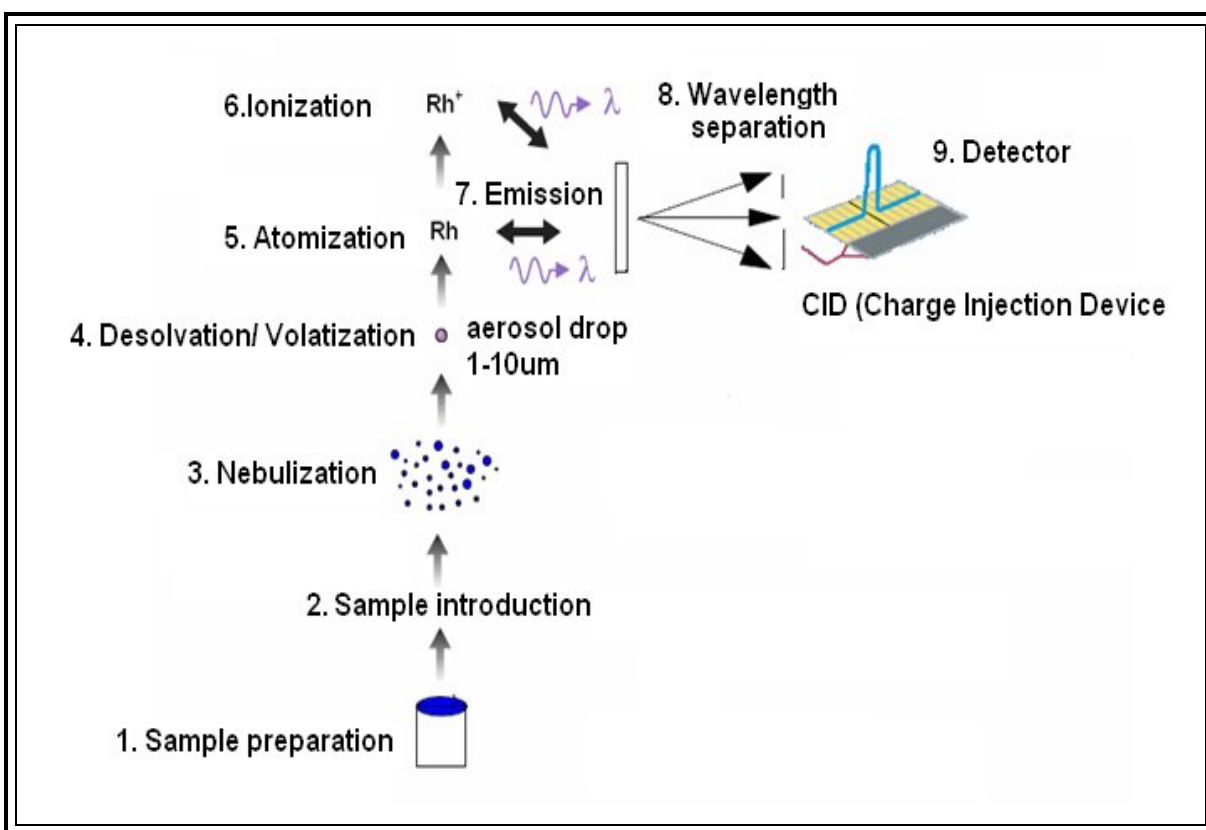 6.Ionization
Rh⁺
λ
8. Wavelength
separation
9. Detector
7. Emission
5. Atomization
Rh
λ
CID (Charge Injection Device
4. Desolvation/ Volatization
aerosol drop
1-10um
3. Nebulization
2. Sample introduction
1. Sample preparation